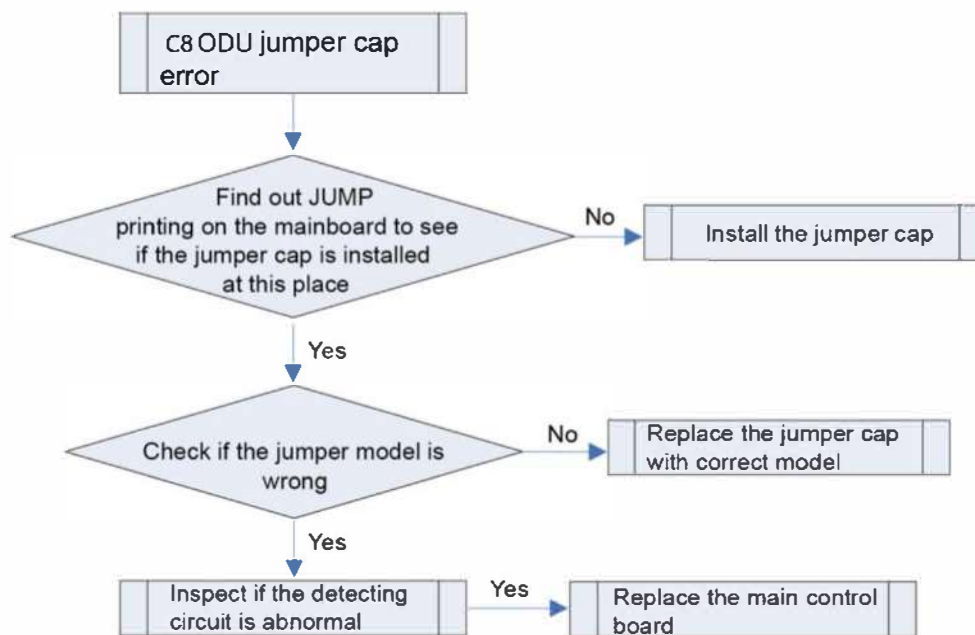 C8 ODU jumper cap
error
Find out JUMP
printing on the mainboard to see
if the jumper cap is installed
at this place
No
Install the jumper cap
Yes
Check if the jumper model is
wrong
No
Replace the jumper cap
with correct model
Yes
Inspect if the detecting
circuit is abnormal
Yes
Replace the main control
board